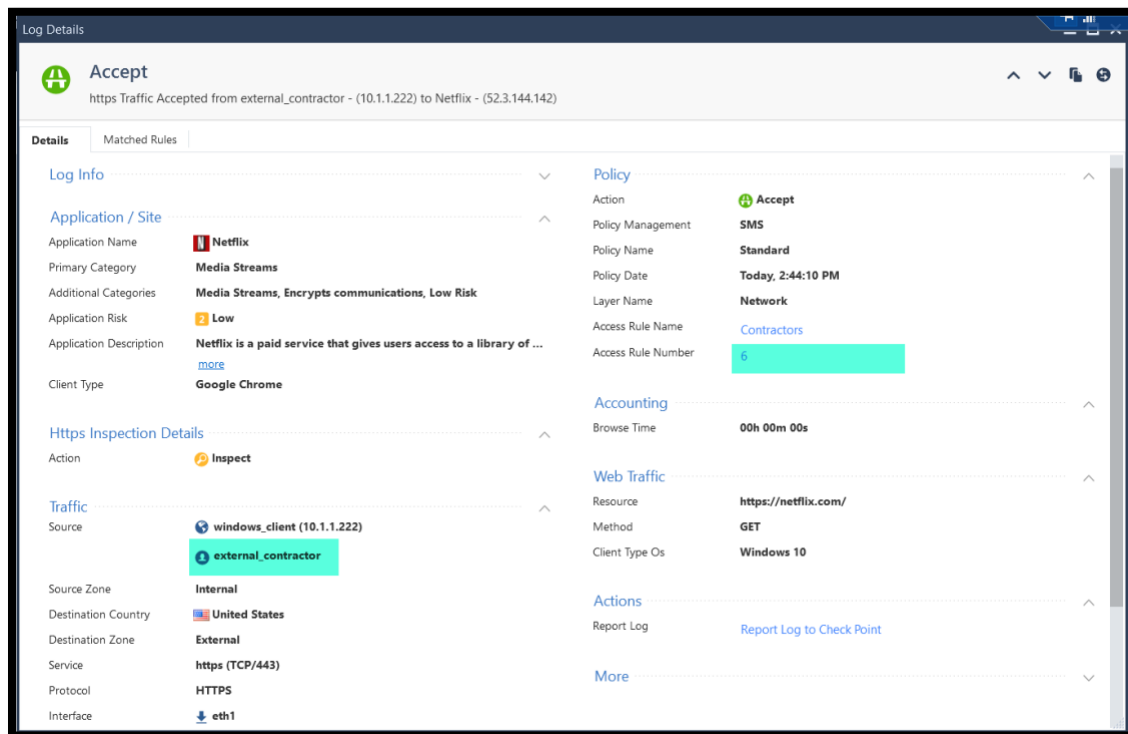 Log Details
Accept
https Traffic Accepted from external_contractor - (10.1.1.222) to Netflix - (52.3.144.142)
Details
Matched Rules
Log Info
Application / Site
Application Name
Netflix
Primary Category
Media Streams
Additional Categories
Media Streams, Encrypts communications, Low Risk
Application Risk
2 Low
Application Description
Netflix is a paid service that gives users access to a library of ...
more
Client Type
Google Chrome
Https Inspection Details
Action
Inspect
Traffic
Source
windows_client (10.1.1.222)
external_contractor
Source Zone
Internal
Destination Country
United States
Destination Zone
External
Service
https (TCP/443)
Protocol
HTTPS
Interface
eth1
Policy
Action
Accept
Policy Management
SMS
Policy Name
Standard
Policy Date
Today, 2:44:10 PM
Layer Name
Network
Access Rule Name
Contractors
Access Rule Number
6
Accounting
Browse Time
00h 00m 00s
Web Traffic
Resource
https://netflix.com/
Method
GET
Client Type Os
Windows 10
Actions
Report Log
Report Log to Check Point
More